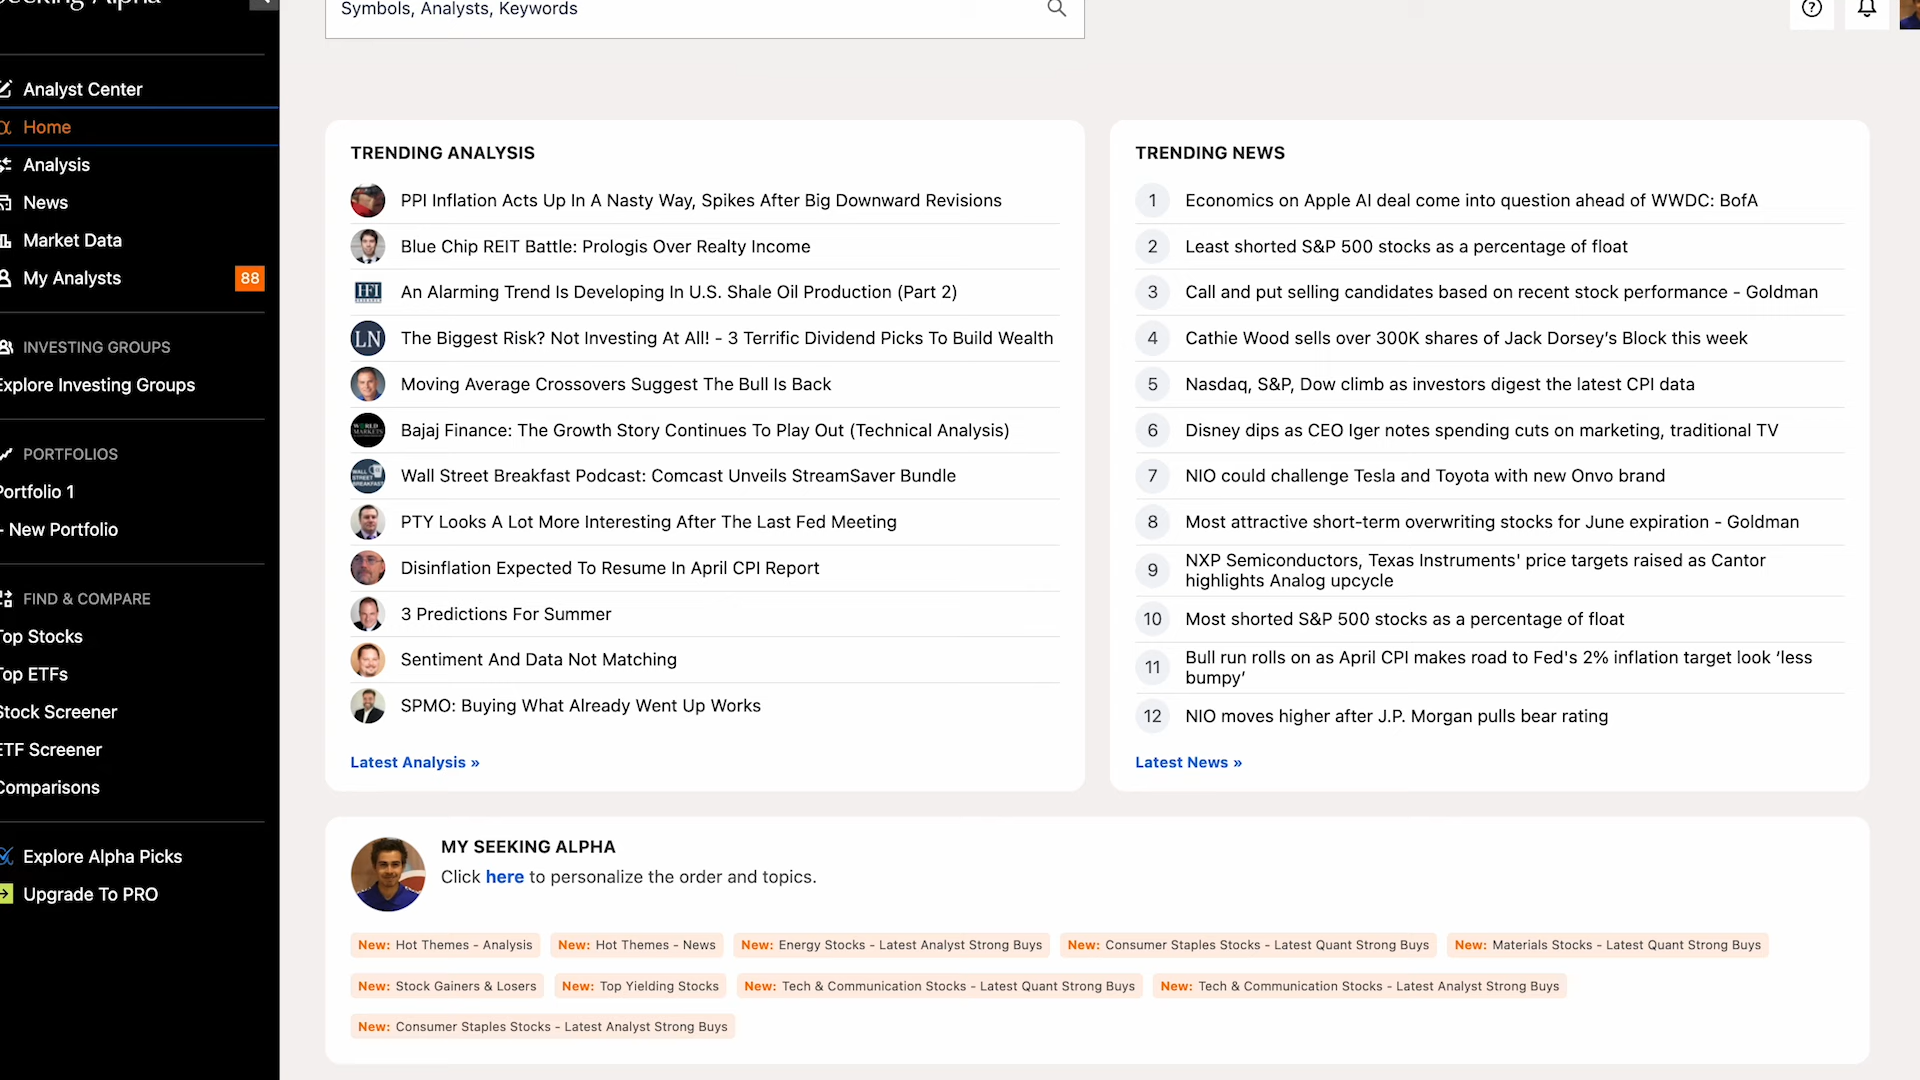 Seeking Alpha
Symbols, Analysts, Keywords
Analyst Center
Home
Analysis
News
Market Data
My Analysts
88
INVESTING GROUPS
Explore Investing Groups
PORTFOLIOS
Portfolio 1
- New Portfolio
FIND & COMPARE
Top Stocks
Top ETFs
Stock Screener
ETF Screener
Comparisons
Explore Alpha Picks
Upgrade To PRO
TRENDING ANALYSIS
PPI Inflation Acts Up In A Nasty Way, Spikes After Big Downward Revisions
Blue Chip REIT Battle: Prologis Over Realty Income
HFI
An Alarming Trend Is Developing In U.S. Shale Oil Production (Part 2)
LN
The Biggest Risk? Not Investing At All! - 3 Terrific Dividend Picks To Build Wealth
Moving Average Crossovers Suggest The Bull Is Back
WORLD
MARKETS
Bajaj Finance: The Growth Story Continues To Play Out (Technical Analysis)
WALL
STREET
BREAKFAST
Wall Street Breakfast Podcast: Comcast Unveils StreamSaver Bundle
PTY Looks A Lot More Interesting After The Last Fed Meeting
Disinflation Expected To Resume In April CPI Report
3 Predictions For Summer
Sentiment And Data Not Matching
SPMO: Buying What Already Went Up Works
Latest Analysis »
TRENDING NEWS
1 Economics on Apple AI deal come into question ahead of WWDC: BofA
2 Least shorted S&P 500 stocks as a percentage of float
3 Call and put selling candidates based on recent stock performance - Goldman
4 Cathie Wood sells over 300K shares of Jack Dorsey’s Block this week
5 Nasdaq, S&P, Dow climb as investors digest the latest CPI data
6 Disney dips as CEO Iger notes spending cuts on marketing, traditional TV
7 NIO could challenge Tesla and Toyota with new Onvo brand
8 Most attractive short-term overwriting stocks for June expiration - Goldman
9 NXP Semiconductors, Texas Instruments' price targets raised as Cantor
highlights Analog upcycle
10 Most shorted S&P 500 stocks as a percentage of float
11 Bull run rolls on as April CPI makes road to Fed's 2% inflation target look ‘less
bumpy’
12 NIO moves higher after J.P. Morgan pulls bear rating
Latest News »
MY SEEKING ALPHA
Click here to personalize the order and topics.
New: Hot Themes - Analysis New: Hot Themes - News New: Energy Stocks - Latest Analyst Strong Buys New: Consumer Staples Stocks - Latest Quant Strong Buys New: Materials Stocks - Latest Quant Strong Buys
New: Stock Gainers & Losers New: Top Yielding Stocks New: Tech & Communication Stocks - Latest Quant Strong Buys New: Tech & Communication Stocks - Latest Analyst Strong Buys
New: Consumer Staples Stocks - Latest Analyst Strong Buys